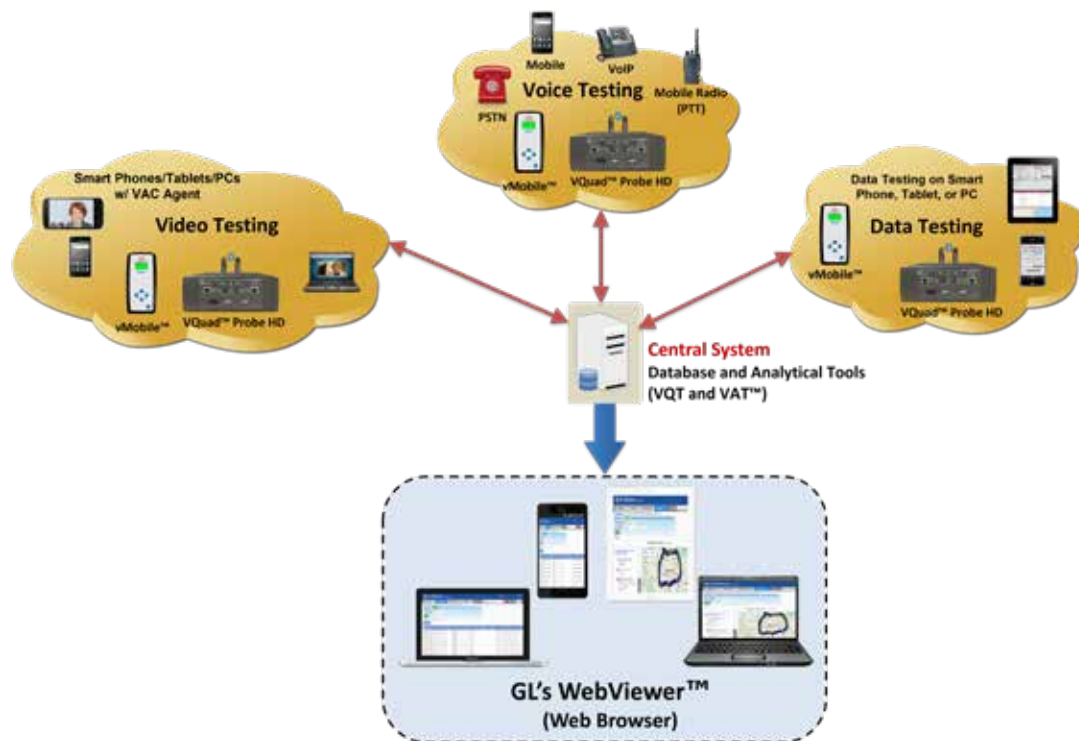 Mobile
VoIP
Voice Testing
Mobile Radio
(PTT)
PSTN
vMobile™
VQuad™ Probe HD
Smart Phones/Tablets/PCs
w/ VAC Agent
Video Testing
vMobile™
VQuad™ Probe HD
Data Testing on Smart
Phone, Tablet, or PC
Data Testing
vMobile™
VQuad™ Probe HD
Central System
Database and Analytical Tools
(VQT and VAT™)
GL's WebViewer™
(Web Browser)